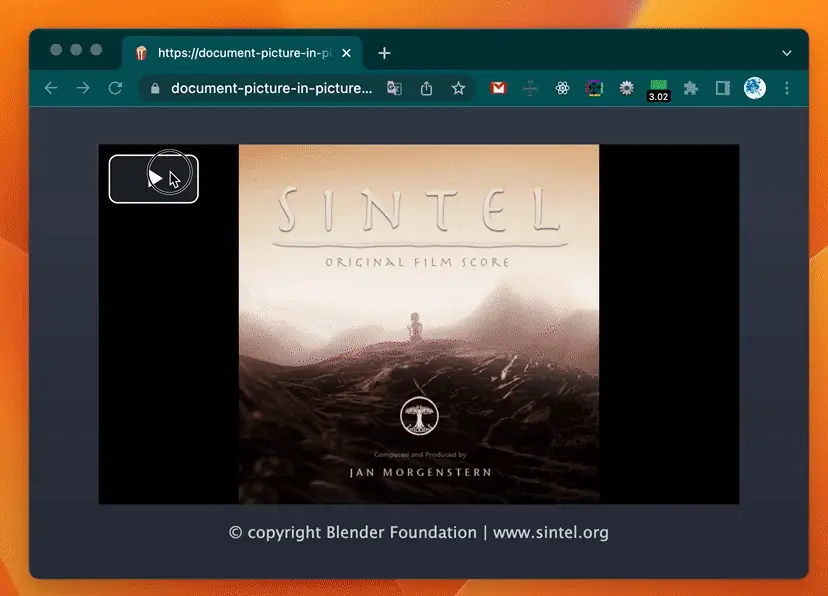 https://document-picture-in-pi
document-picture-in-picture...
3.02
SINTEL
ORIGINAL FILM SCORE
Composed and Produced by
JAN MORGENSTERN
© copyright Blender Foundation | www.sintel.org